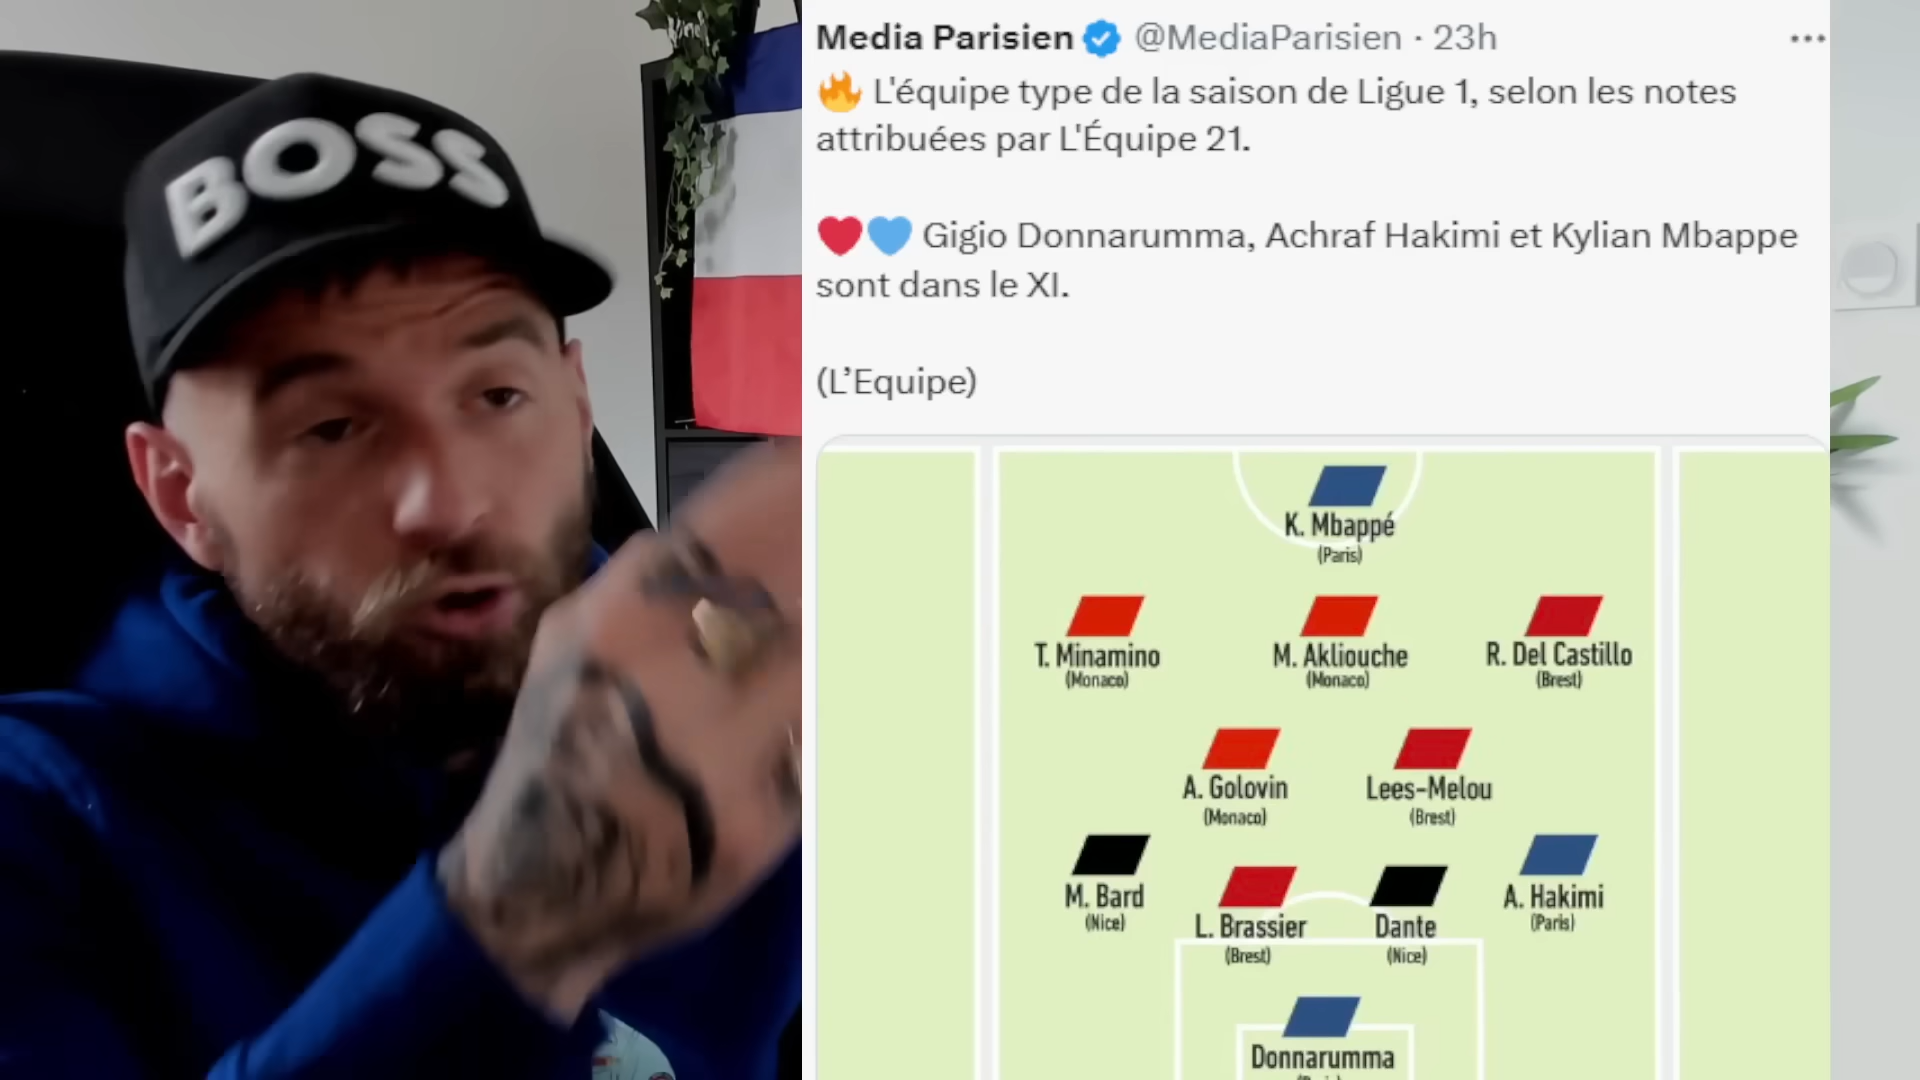 BOSS
Media Parisien @MediaParisien · 23h
🔥 L'équipe type de la saison de Ligue 1, selon les notes
attribuées par L'Équipe 21.
❤️💙 Gigio Donnarumma, Achraf Hakimi et Kylian Mbappe
sont dans le XI.
(L’Equipe)
K. Mbappé
(Paris)
T. Minamino
(Monaco)
M. Akliouche
(Monaco)
R. Del Castillo
(Brest)
A. Golovin
(Monaco)
Lees-Melou
(Brest)
M. Bard
(Nice)
L. Brassier
(Brest)
Dante
(Nice)
A. Hakimi
(Paris)
Donnarumma